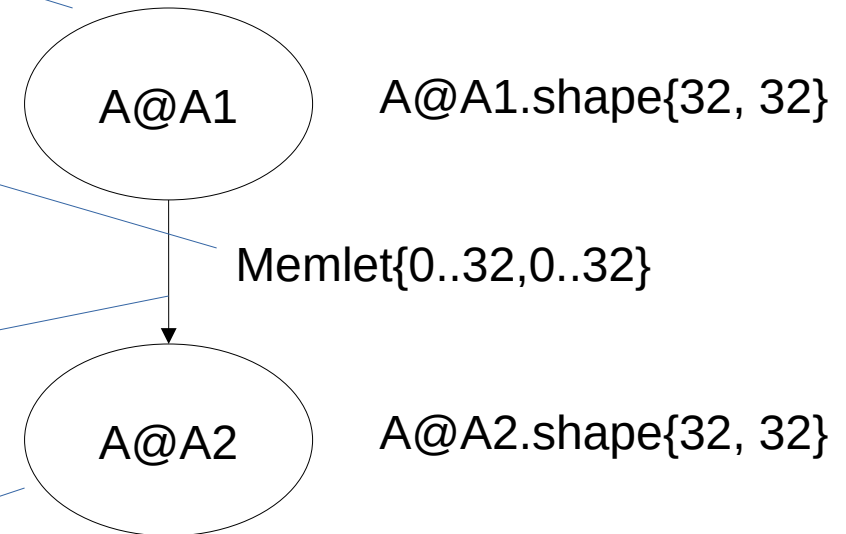 A@A1
A@A1.shape{32, 32}
Memlet{0..32,0..32}
A@A2
A@A2.shape{32, 32}